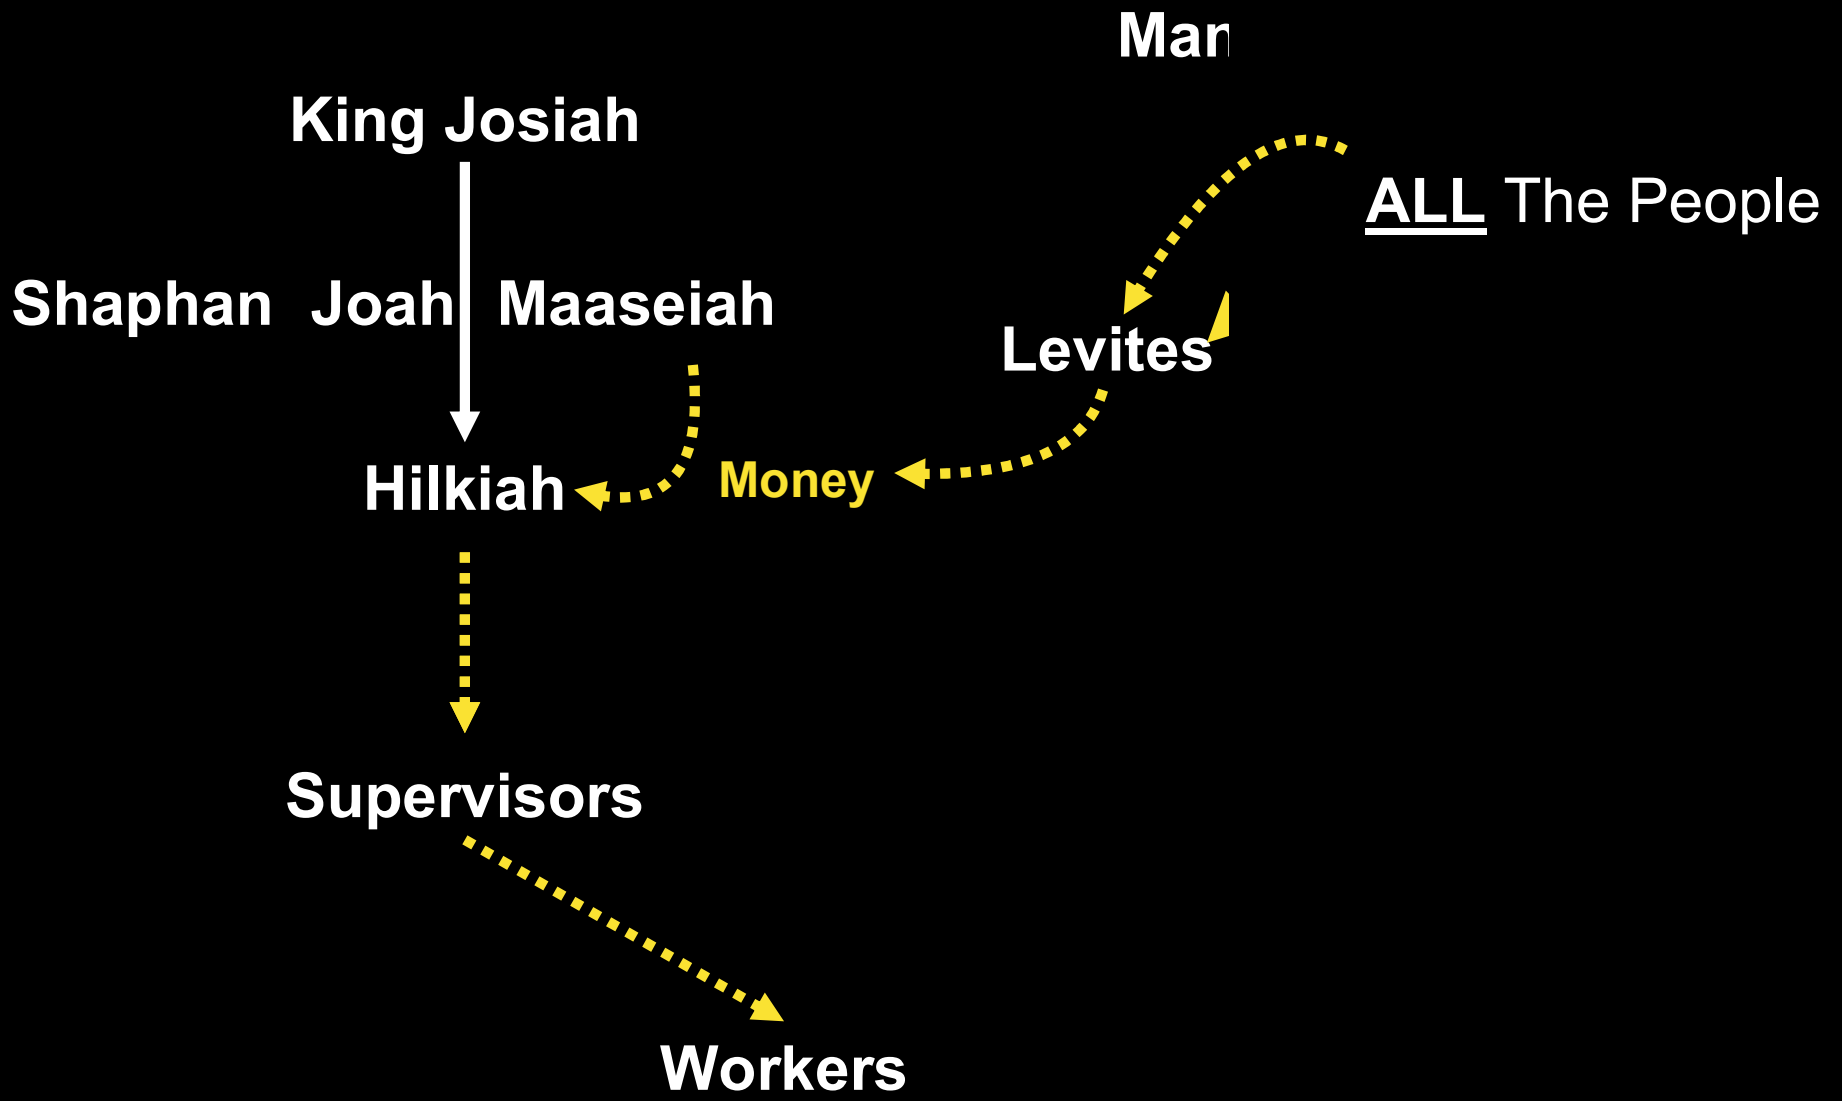 King Josiah
ALL The People
Shaphan Joah Maaseiah
Levites
Hilkiah
Money
Supervisors
Workers